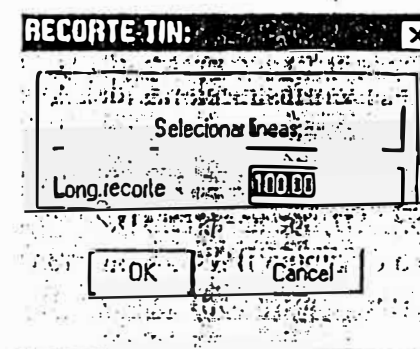 RECORTE TIN:
Selecionar lineas
Long.recorte 100.00
OK Cancel